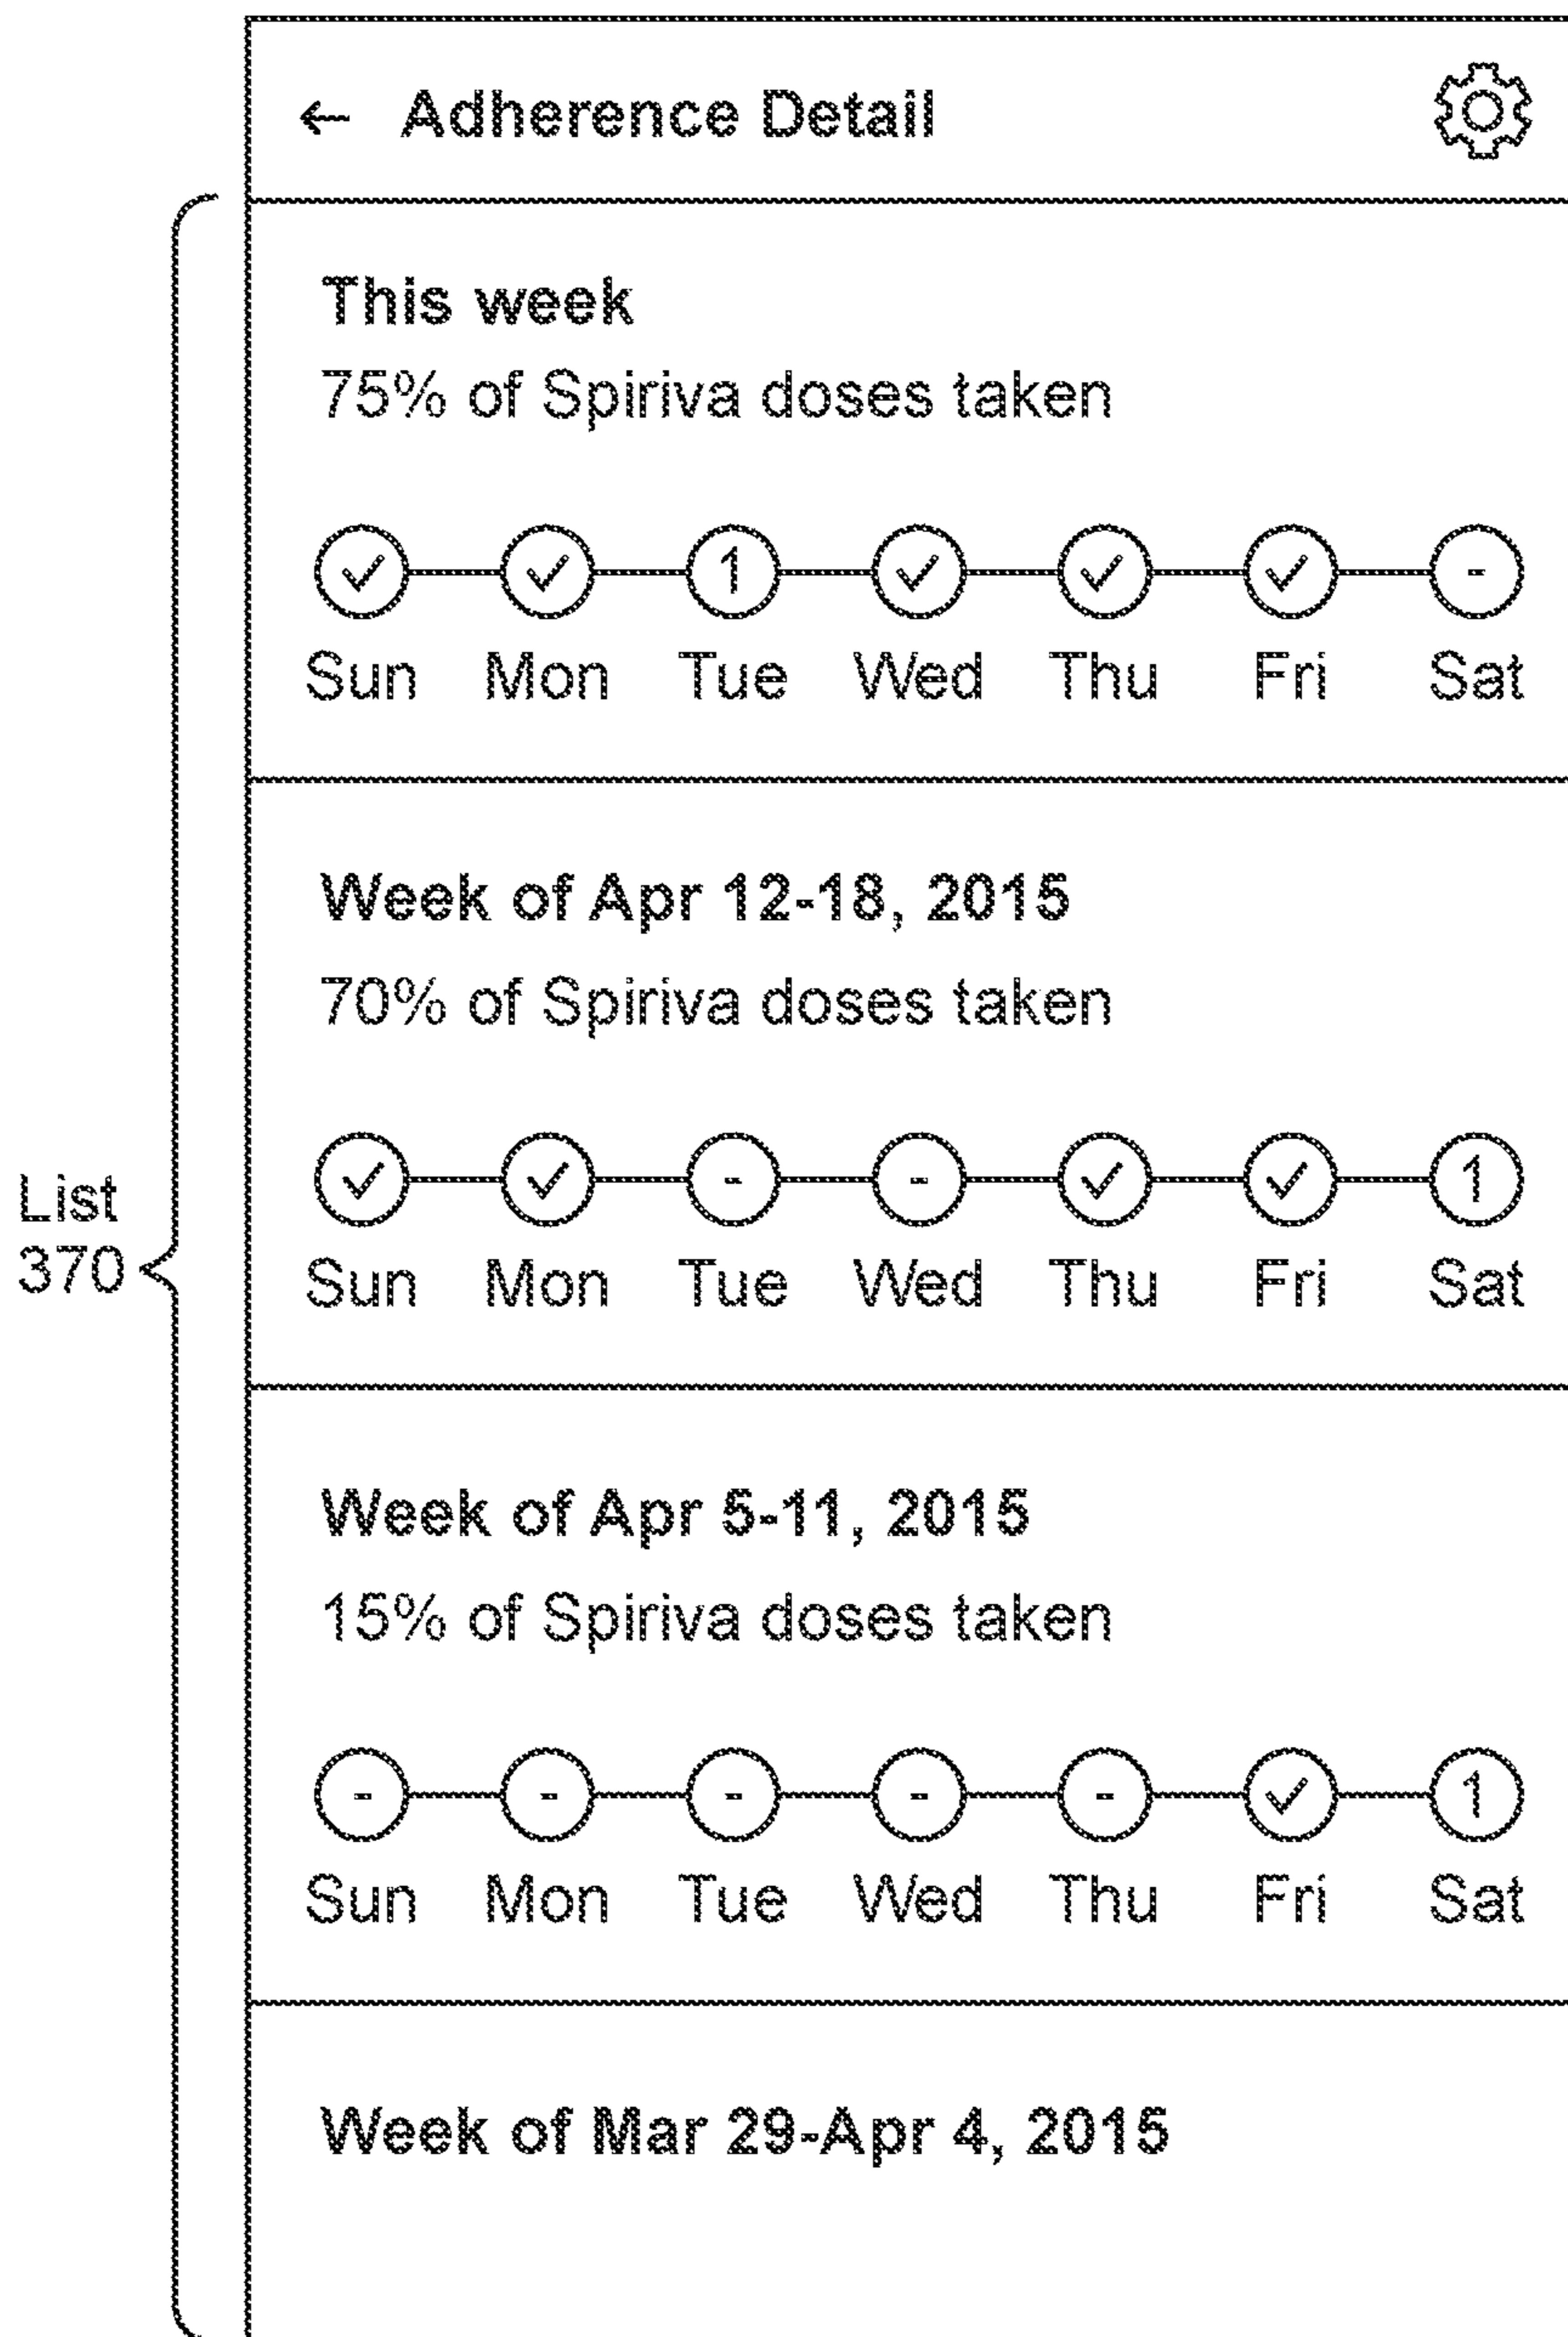 ← Adherence Detail
This week
75% of Spiriva doses taken
✓ ✓ 1 ✓ ✓ ✓ -
Sun Mon Tue Wed Thu Fri Sat
Week of Apr 12-18, 2015
70% of Spiriva doses taken
✓ ✓ - - ✓ ✓ 1
Sun Mon Tue Wed Thu Fri Sat
List
370
Week of Apr 5-11, 2015
15% of Spiriva doses taken
- - - - - ✓ 1
Sun Mon Tue Wed Thu Fri Sat
Week of Mar 29-Apr 4, 2015